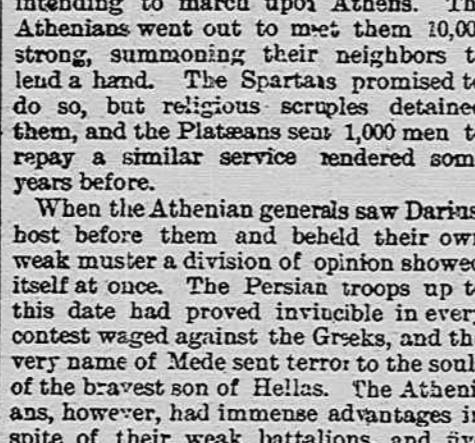 intending to march upon Athens. Th
Athenians went out to meet them 10,00
strong, summoning their neighbors t
lend a hand. The Spartans promised t
do so, but religious scruples detaine
them, and the Platæans sent 1,000 men t
repay a similar service rendered som
years before.
When the Athenian generals saw Darius
host before them and beheld their ow
weak muster a division of opinion showe
itself at once. The Persian troops up t
this date had proved invincible in ever
contest waged against the Greeks, and th
very name of Mede sent terror to the soul
of the bravest son of Hellas. The Atheni
ans, however, had immense advantages i
spite of their weak battalions and